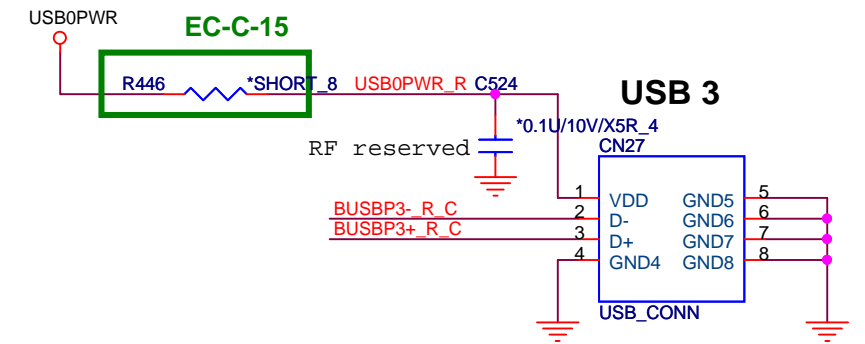 USB0PWR
EC-C-15
R446
*SHORT_8
USB0PWR_R
C524
USB 3
*0.1U/10V/X5R_4
CN27
RF reserved
1
VDD
GND5
5
BUSBP3-_R_C
2
D-
GND6
6
BUSBP3+_R_C
3
D+
GND7
7
4
GND4
GND8
8
USB_CONN